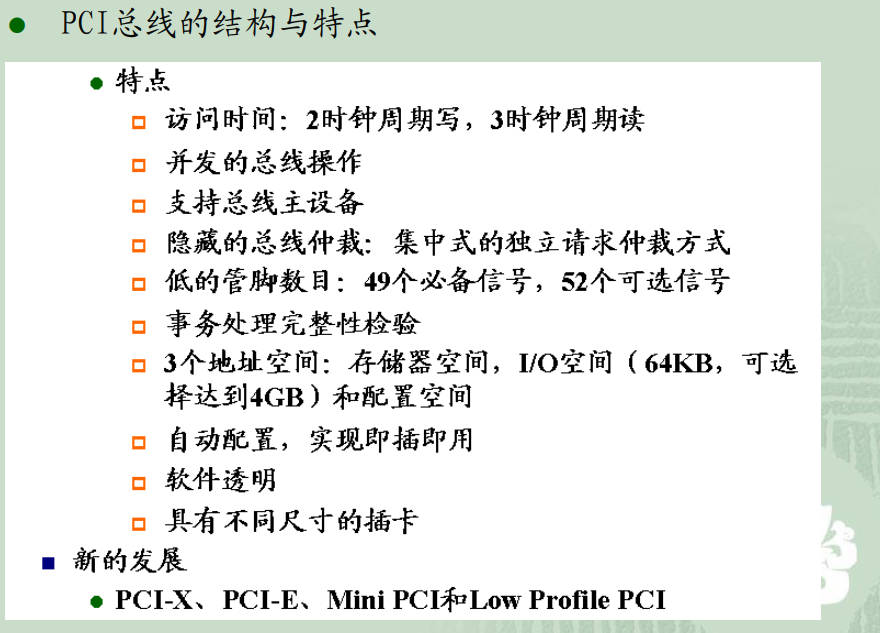 PCI总线的结构与特点
特点
访问时间：2时钟周期写，3时钟周期读
并发的总线操作
支持总线主设备
隐藏的总线仲裁：集中式的独立请求仲裁方式
低的管脚数目：49个必备信号，52个可选信号
事务处理完整性检验
3个地址空间：存储器空间，I/O空间（64KB，可选
择达到4GB）和配置空间
自动配置，实现即插即用
软件透明
具有不同尺寸的插卡
新的发展
PCI-X、PCI-E、Mini PCI和Low Profile PCI